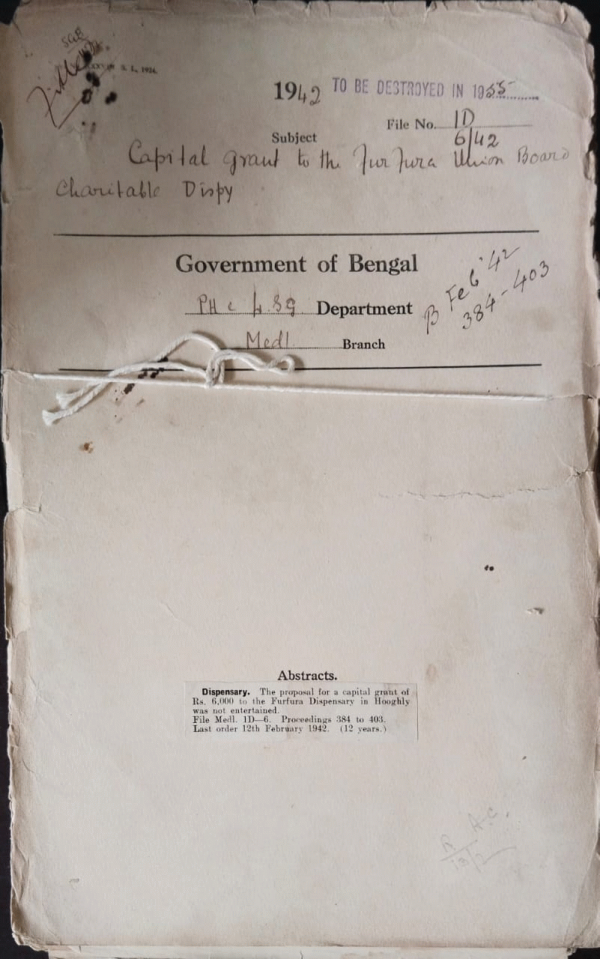 1942 TO BE DESTROYED IN 1955
File No. 1D
6/42
Subject
Capital grant to the Furfura Union Board
Charitable Dispy
Government of Bengal
PH & LSG Department
Medl Branch
B Feb '42
384-403
Abstracts.
Dispensary. The proposal for a capital grant of
Rs. 6,000 to the Furfura Dispensary in Hooghly
was not entertained.
File Medl. 1D—6. Proceedings 384 to 403.
Last order 12th February 1942. (12 years.)